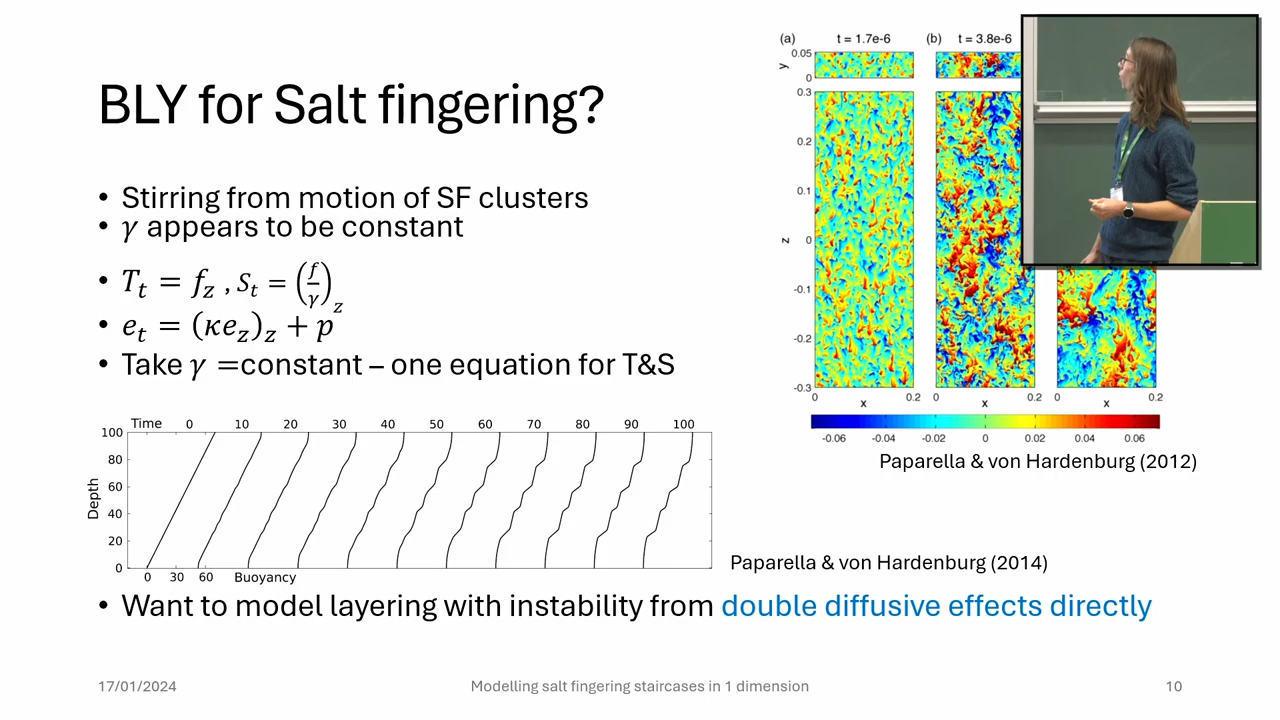 BLY for Salt fingering?
• Stirring from motion of SF clusters
• γ appears to be constant
• T_t = f_z , S_t = (f/γ)_z
• e_t = (κe_z)_z + p
• Take γ =constant – one equation for T&S
Time 0 10 20 30 40 50 60 70 80 90 100
100
80
60
40
20
0
Depth
0 30 60 Buoyancy
(a) t = 1.7e-6 (b) t = 3.8e-6
0.05
y
0
0.3
0.2
0.1
z 0
-0.1
-0.2
-0.3
0 0.2 0 0.2 0 0.2
x x x
-0.06 -0.04 -0.02 0 0.02 0.04 0.06
Paparella & von Hardenburg (2012)
Paparella & von Hardenburg (2014)
• Want to model layering with instability from double diffusive effects directly
17/01/2024 Modelling salt fingering staircases in 1 dimension 10